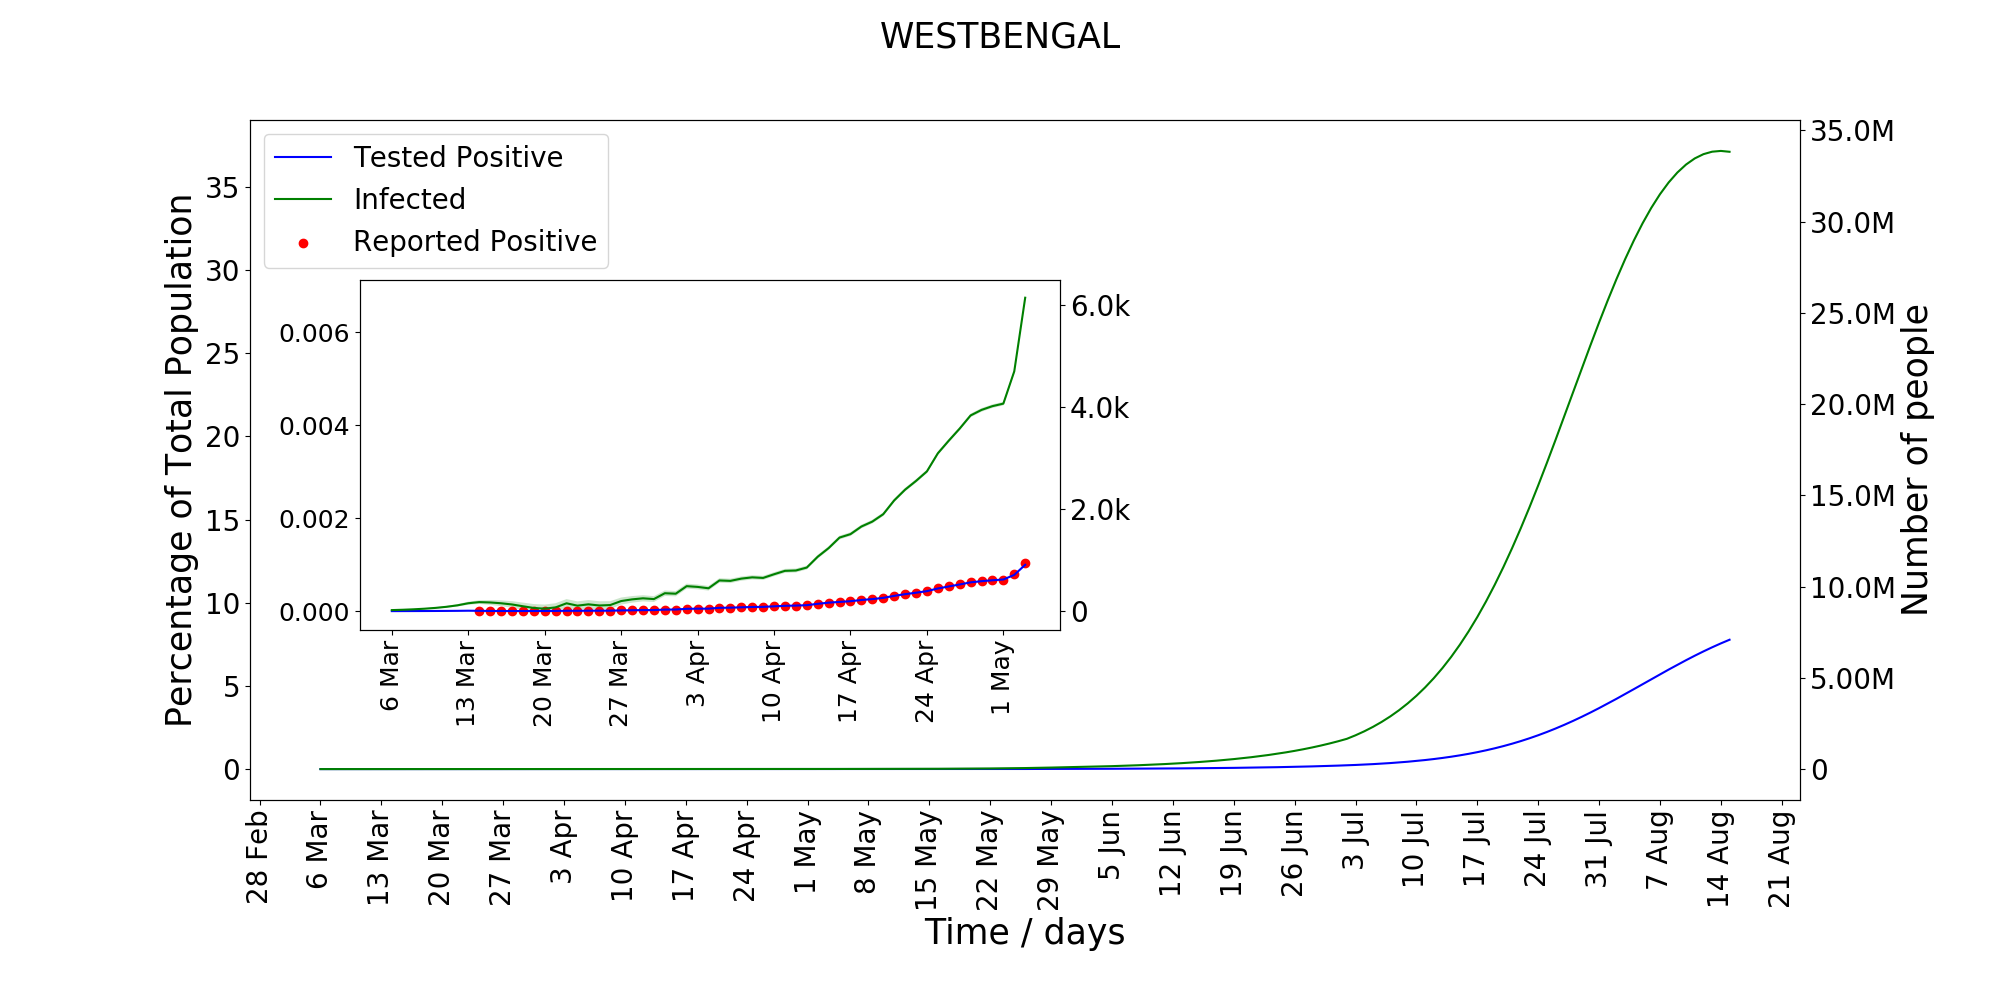 WESTBENGAL
Tested Positive
Infected
Reported Positive
Percentage of Total Population
35
30
25
20
15
10
5
0
35.0M
30.0M
25.0M
20.0M
15.0M
10.0M
5.00M
0
Number of people
0.006
0.004
0.002
0.000
6.0k
4.0k
2.0k
0
6 Mar
13 Mar
20 Mar
27 Mar
3 Apr
10 Apr
17 Apr
24 Apr
1 May
28 Feb
6 Mar
13 Mar
20 Mar
27 Mar
3 Apr
10 Apr
17 Apr
24 Apr
1 May
8 May
15 May
22 May
29 May
5 Jun
12 Jun
19 Jun
26 Jun
3 Jul
10 Jul
17 Jul
24 Jul
31 Jul
7 Aug
14 Aug
21 Aug
Time / days